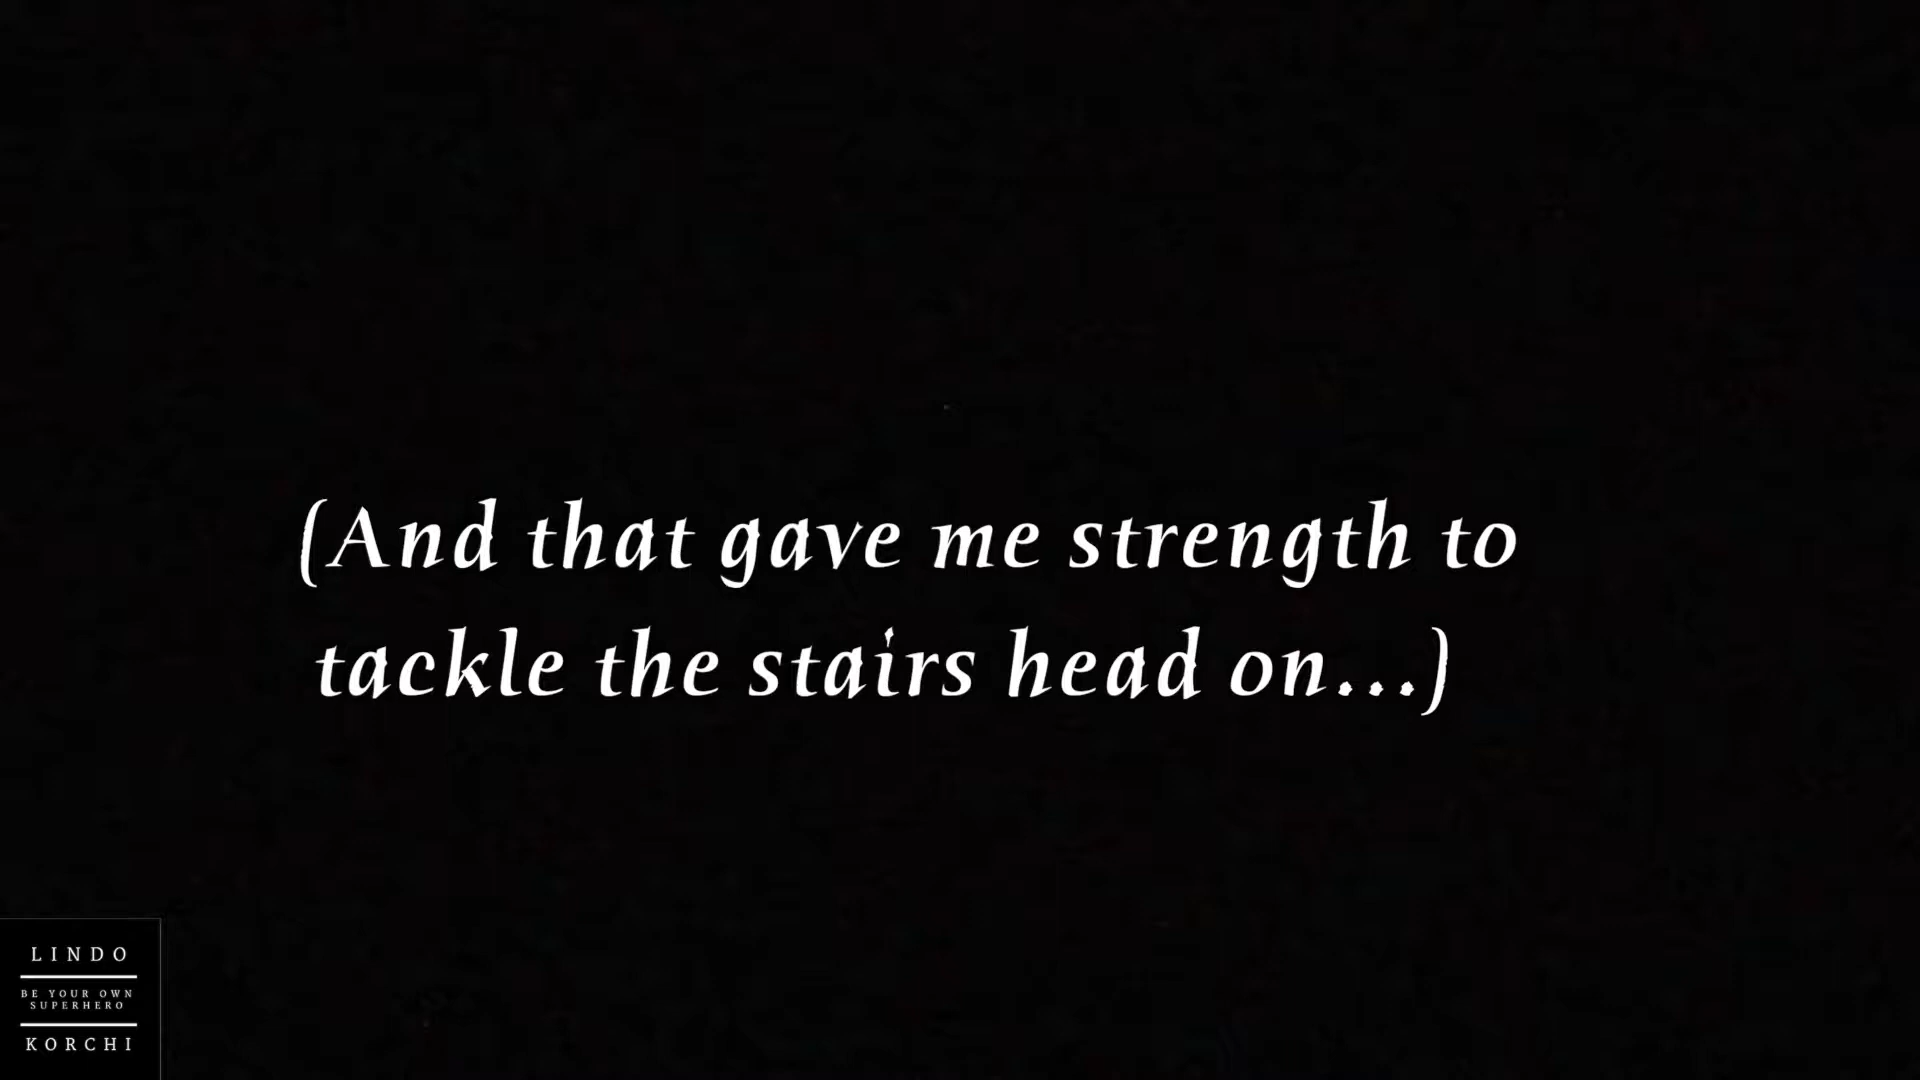 (And that gave me strength to
tackle the stairs head on...)
LINDO
BE YOUR OWN
SUPERHERO
KORCHI